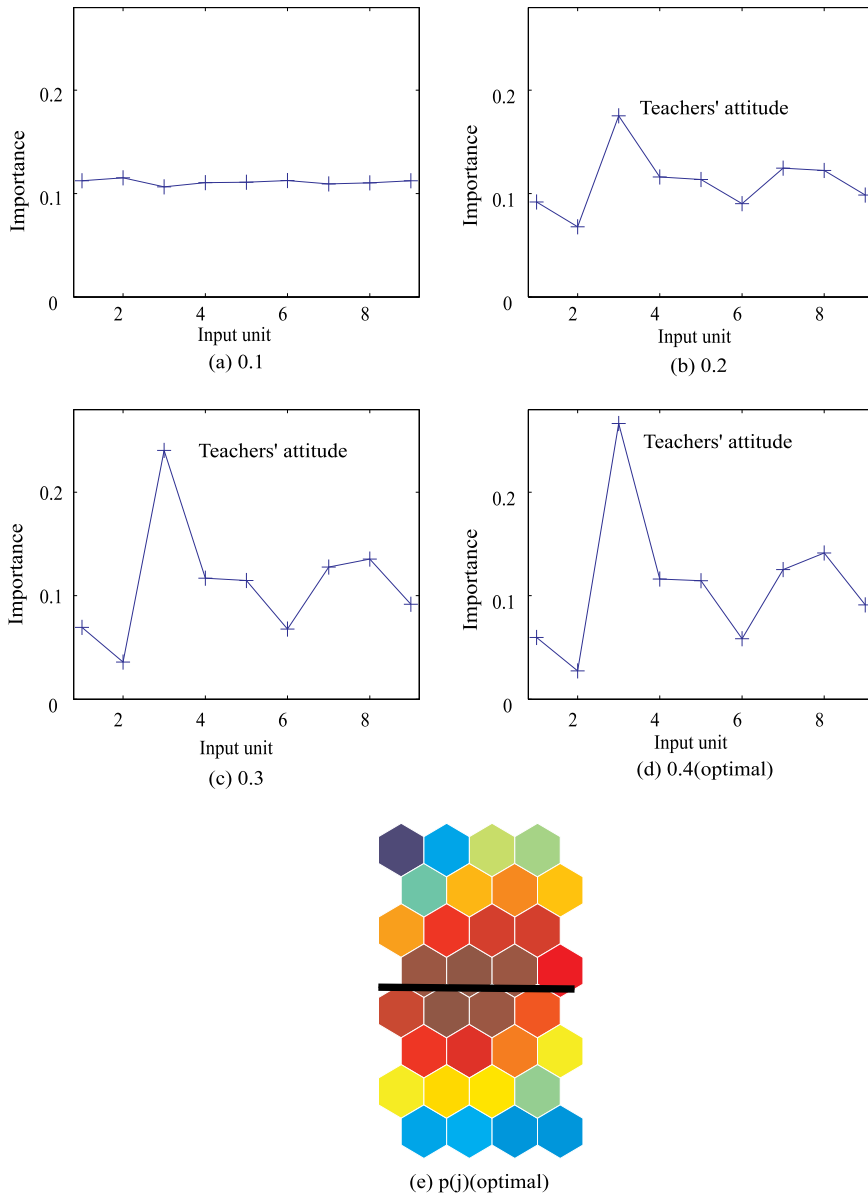 Importance
0.2
0.1
0
2 4 6 8
Input unit
(a) 0.1
Importance
0.2
0.1
0
Teachers' attitude
2 4 6 8
Input unit
(b) 0.2
Importance
0.2
0.1
0
Teachers' attitude
2 4 6 8
Input unit
(c) 0.3
Importance
0.2
0.1
0
Teachers' attitude
2 4 6 8
Input unit
(d) 0.4(optimal)
(e) p(j)(optimal)